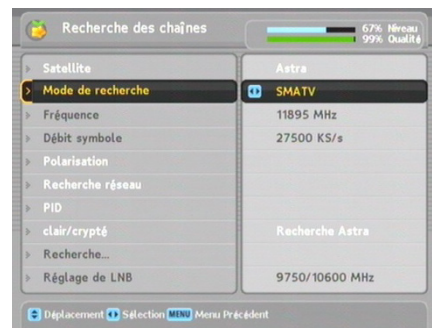 Recherche des chaînes
67% Niveau
99% Qualité
Satellite Astra
Mode de recherche SMATV
Fréquence 11895 MHz
Débit symbole 27500 KS/s
Polarisation
Recherche réseau
PID
clair/crypté Recherche Astra
Recherche...
Réglage de LNB 9750/10600 MHz
Déplacement Sélection MENU Menu Précédent